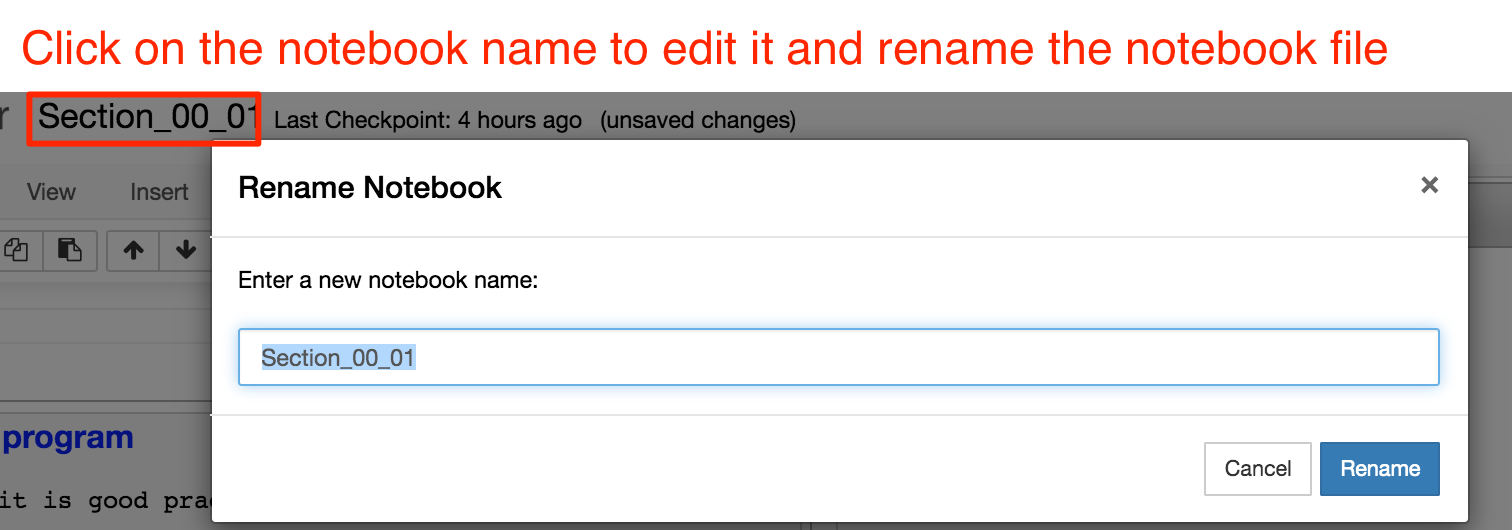 Click on the notebook name to edit it and rename the notebook file
r Section_00_01 Last Checkpoint: 4 hours ago (unsaved changes)
View Insert
Rename Notebook ×
Enter a new notebook name:
Section_00_01
program
it is good prac
Cancel Rename